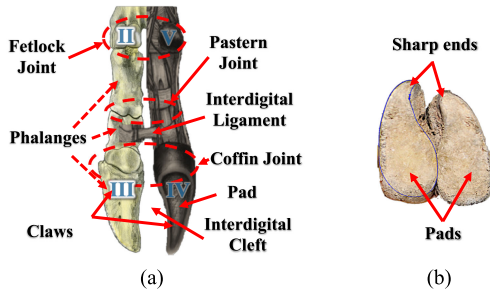 II
V
Fetlock
Joint
Pastern
Joint
Interdigital
Ligament
Phalanges
Coffin Joint
III
IV
Pad
Claws
Interdigital
Cleft
(a)
Sharp ends
Pads
(b)